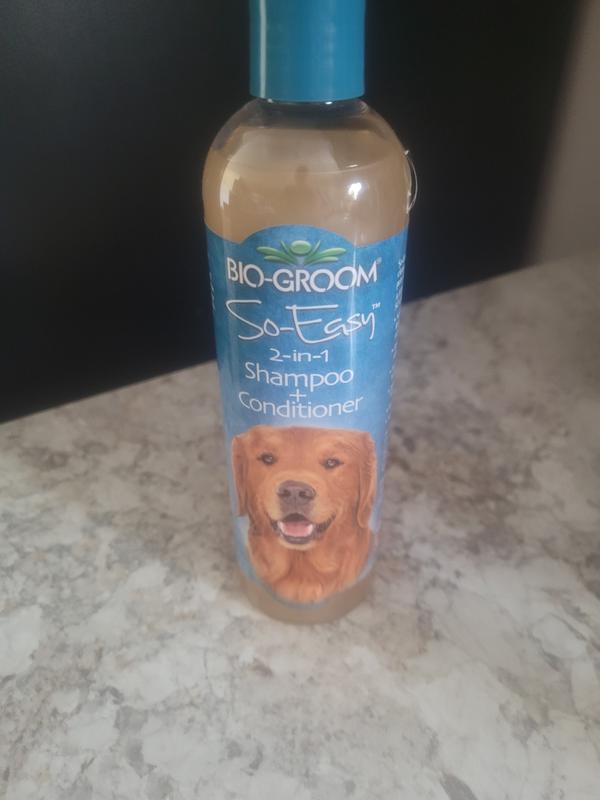 BIO-GROOM®
So-Easy™
2-in-1
Shampoo
+
Conditioner